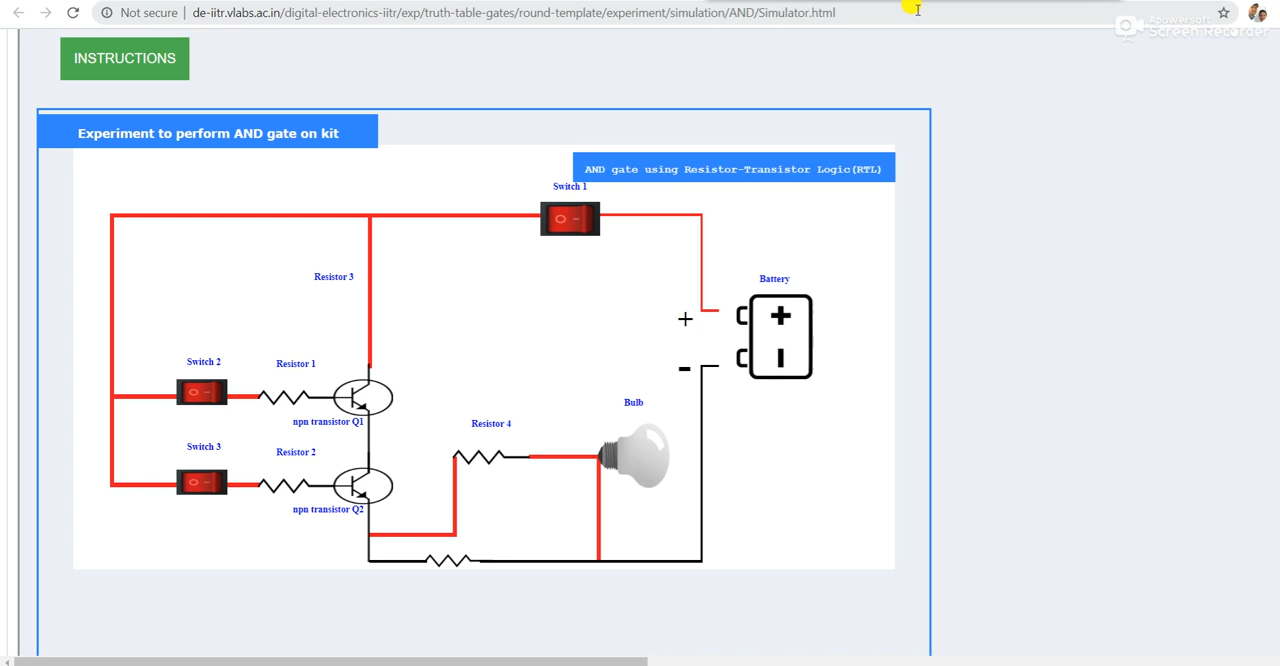 Not secure
de-iitr.vlabs.ac.in/digital-electronics-iitr/exp/truth-table-gates/round-template/experiment/simulation/AND/Simulator.html
Apowersoft
Screen Recorder
INSTRUCTIONS
Experiment to perform AND gate on kit
AND gate using Resistor-Transistor Logic(RTL)
Switch 1
Resistor 3
Battery
+
+
-
Switch 2
Resistor 1
npn transistor Q1
Bulb
Resistor 4
Switch 3
Resistor 2
npn transistor Q2